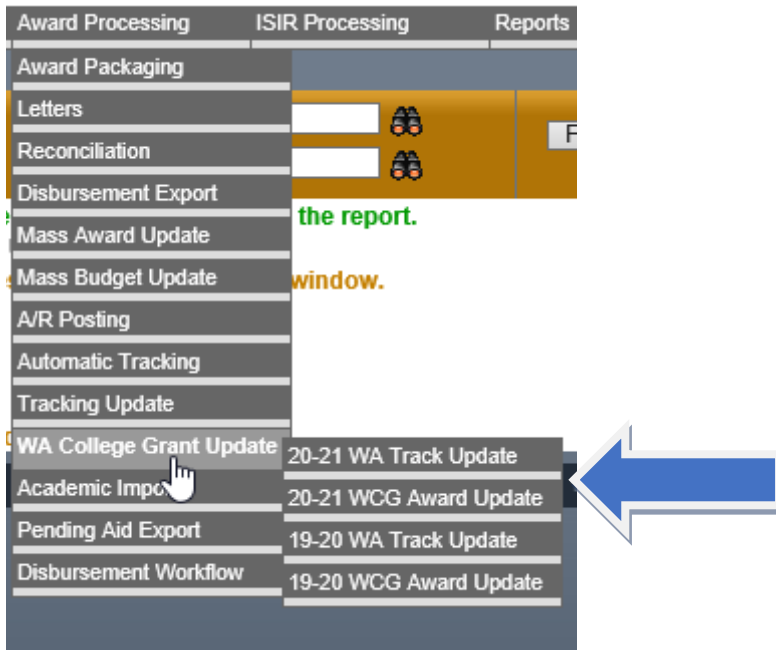 Award Processing ISIR Processing Reports
Award Packaging
Letters
F
Reconciliation
Disbursement Export
the report.
Mass Award Update
Mass Budget Update window.
A/R Posting
Automatic Tracking
Tracking Update
WA College Grant Update
20-21 WA Track Update
Academic
20-21 WCG Award Update
Pending Aid Export
19-20 WA Track Update
Disbursement Workflow
19-20 WCG Award Update